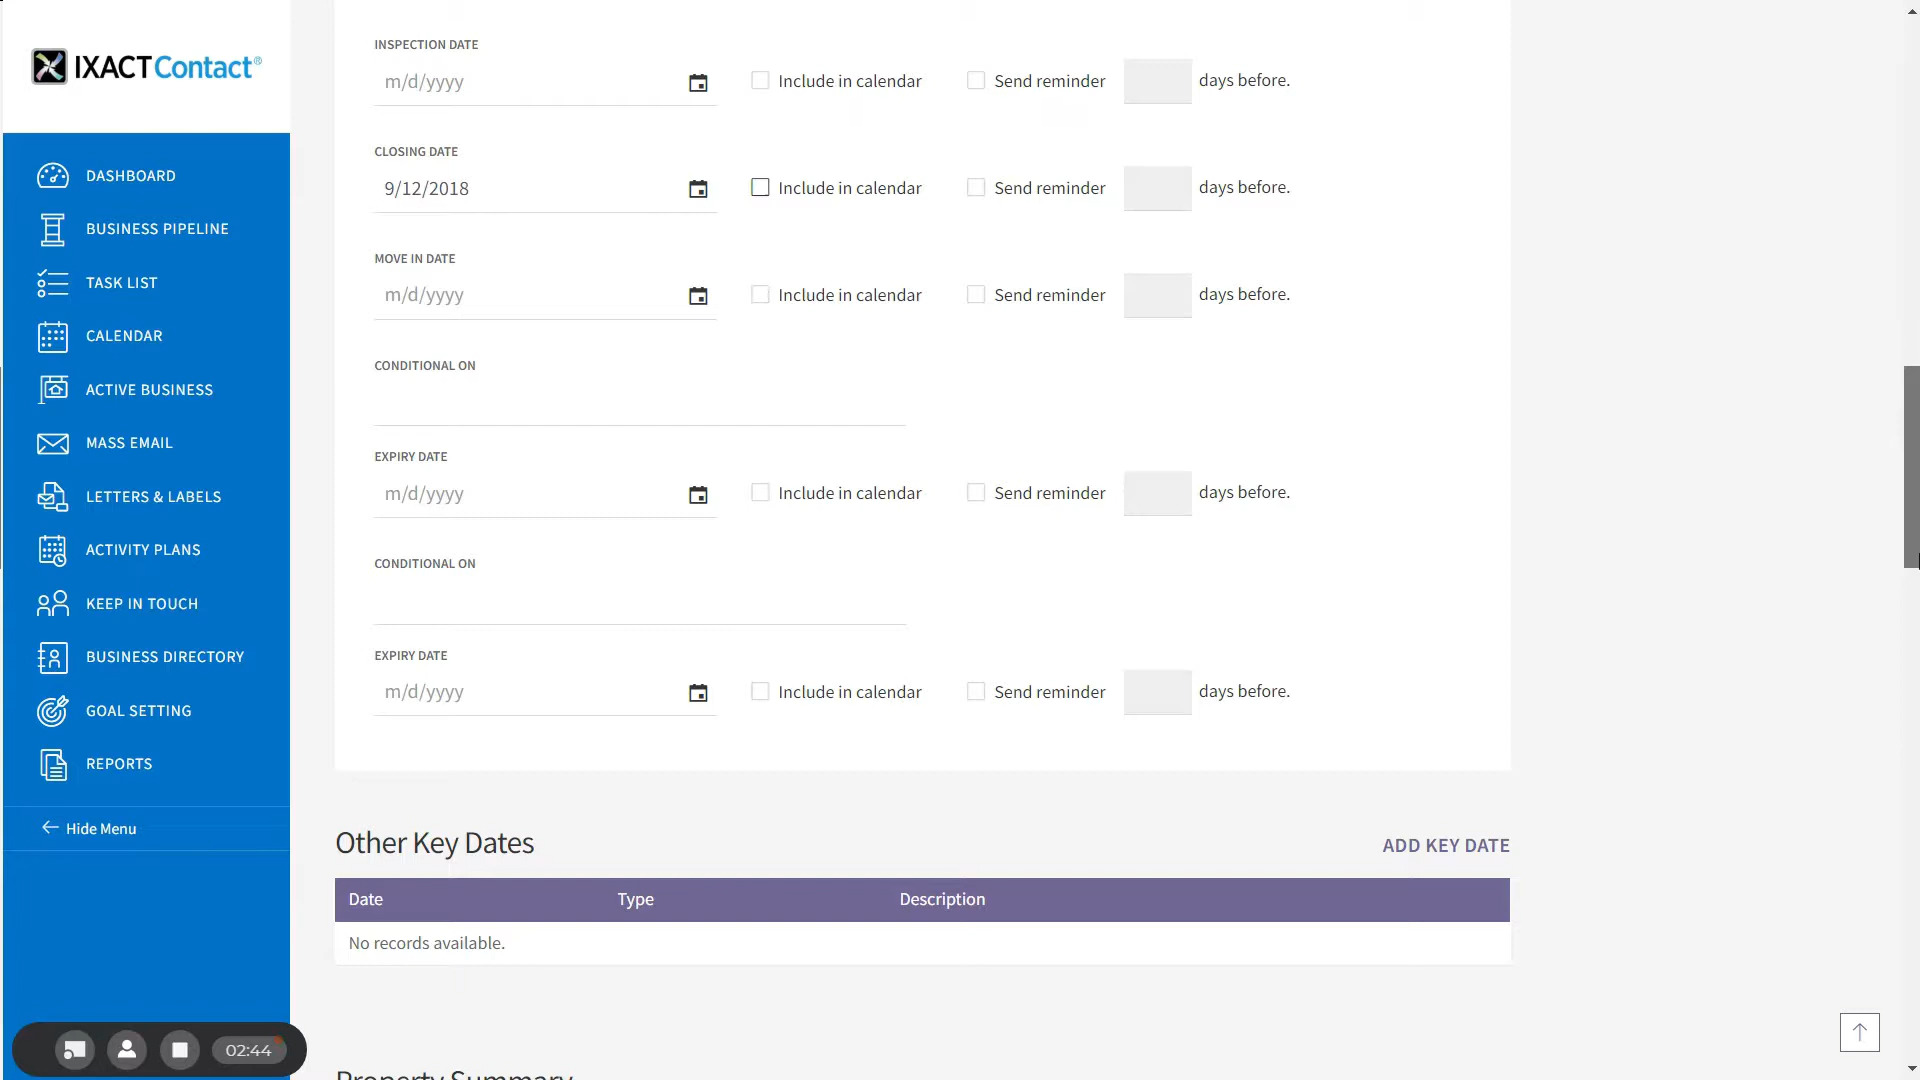 IXACTContact®
DASHBOARD
BUSINESS PIPELINE
TASK LIST
CALENDAR
ACTIVE BUSINESS
MASS EMAIL
LETTERS & LABELS
ACTIVITY PLANS
KEEP IN TOUCH
BUSINESS DIRECTORY
GOAL SETTING
REPORTS
Hide Menu
02:44
INSPECTION DATE
m/d/yyyy Include in calendar Send reminder days before.
CLOSING DATE
9/12/2018 Include in calendar Send reminder days before.
MOVE IN DATE
m/d/yyyy Include in calendar Send reminder days before.
CONDITIONAL ON
EXPIRY DATE
m/d/yyyy Include in calendar Send reminder days before.
CONDITIONAL ON
EXPIRY DATE
m/d/yyyy Include in calendar Send reminder days before.
Other Key Dates ADD KEY DATE
Date Type Description
No records available.
Property Summary